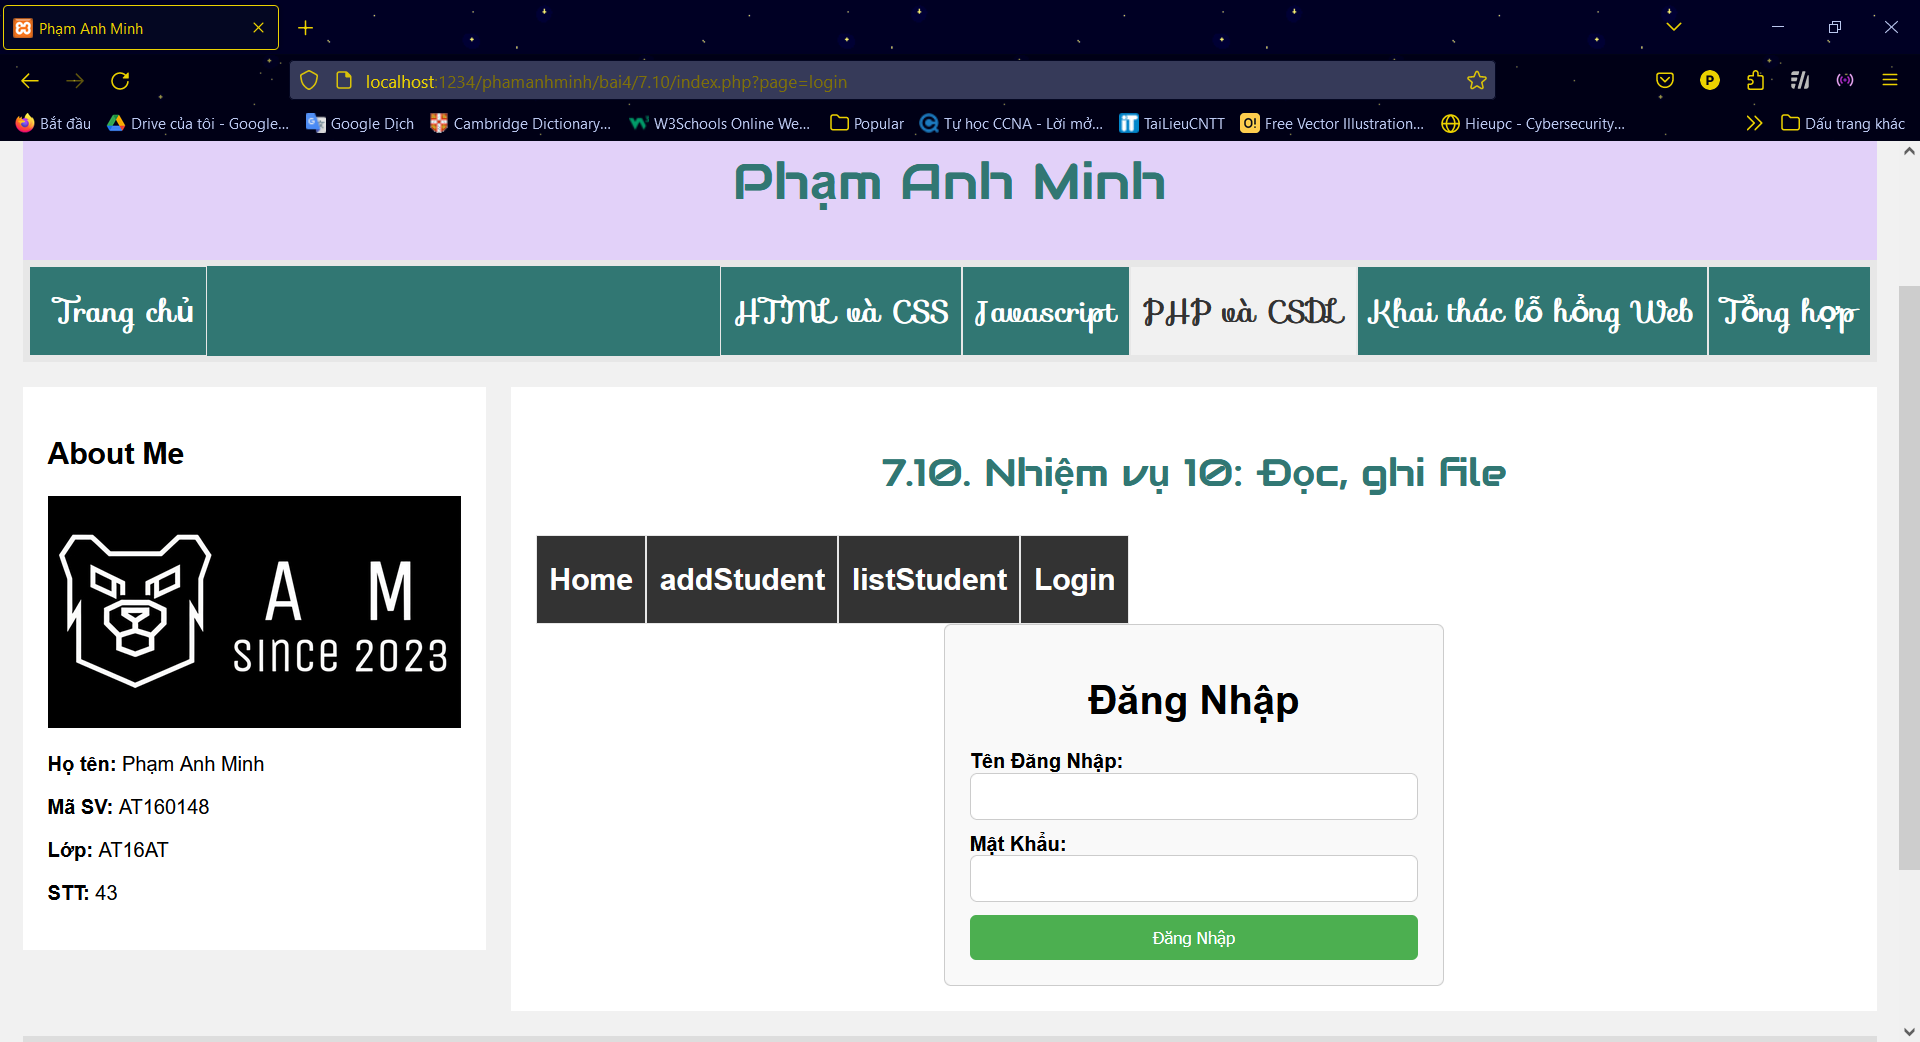 Phạm Anh Minh
localhost:1234/phamanhminh/bai4/7.10/index.php?page=login
Bắt đầu
Drive của tôi - Google...
Google Dịch
Cambridge Dictionary...
W3Schools Online We...
Popular
Tự học CCNA - Lời mở...
TaiLieuCNTT
Free Vector Illustration...
Hieupc - Cybersecurity...
Dấu trang khác
Phạm Anh Minh
Trang chủ
HTML và CSS
Javascript
PHP và CSDL
Khai thác lỗ hổng Web
Tổng hợp
About Me
A M
since 2023
Họ tên: Phạm Anh Minh
Mã SV: AT160148
Lớp: AT16AT
STT: 43
7.10. Nhiệm vụ 10: Đọc, ghi file
Home
addStudent
listStudent
Login
Đăng Nhập
Tên Đăng Nhập:
Mật Khẩu:
Đăng Nhập